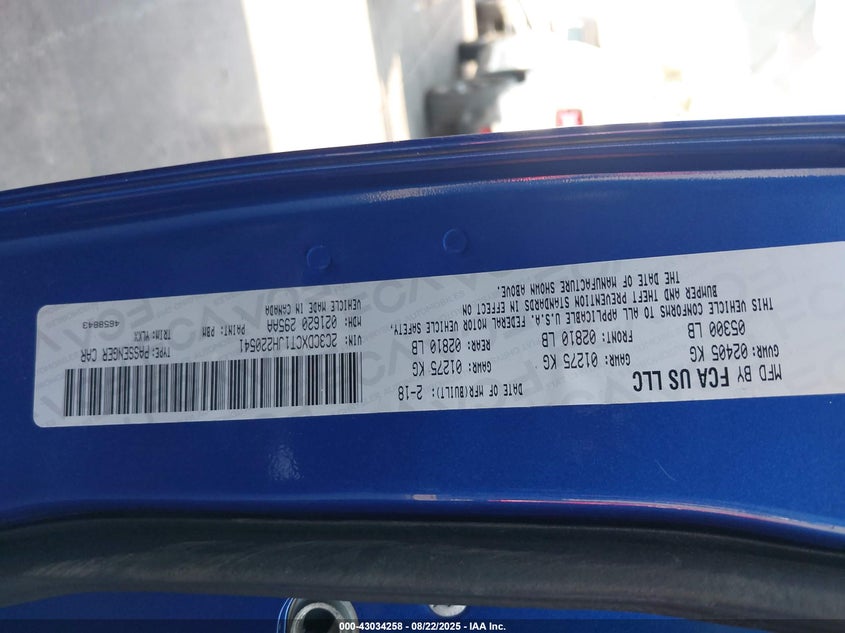 MFD BY FCA US LLC
DATE OF MFR(BUILT): 2-18
GVWR: 02405 KG
05300 LB
GAWR: 01275 KG
FRONT: 02810 LB
GAWR: 01275 KG
REAR: 02810 LB
THIS VEHICLE CONFORMS TO ALL APPLICABLE U.S.A. FEDERAL MOTOR VEHICLE SAFETY,
BUMPER AND THEFT PREVENTION STANDARDS IN EFFECT ON
THE DATE OF MANUFACTURE SHOWN ABOVE.
VIN: 2C3CDXCT1JH220541
TYPE: PASSENGER CAR
MDH: 021620 295AA
PAINT: PBM
TRIM: YLKX
VEHICLE MADE IN CANADA
4658843
000-43034258 - 08/22/2025 - IAA Inc.